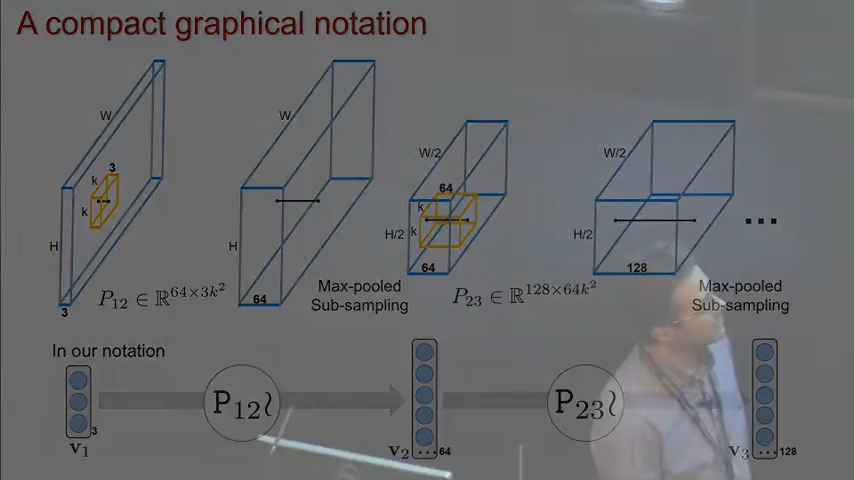 A compact graphical notation
W
k
3
k
H
3
P₁₂ ∈ ℝ^{64×3k²}
W
H
64
Max-pooled
Sub-sampling
W/2
64
k
H/2
k
64
P₂₃ ∈ ℝ^{128×64k²}
W/2
H/2
128
...
Max-pooled
Sub-sampling
In our notation
3
v₁
P₁₂≀
v₂
...
64
P₂₃≀
v₃
...
128